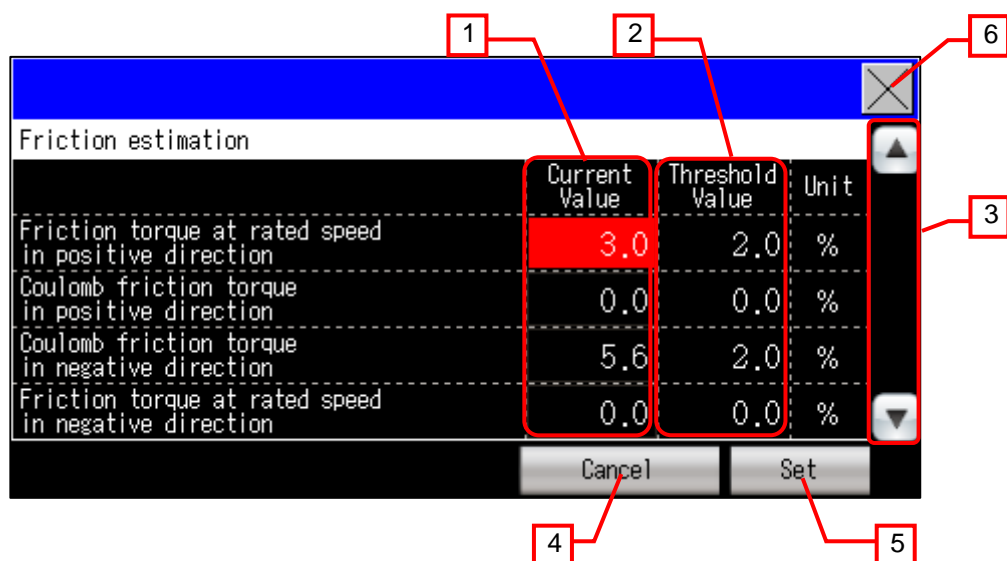 1
2
6
Friction estimation
Current
Value
Threshold
Value
Unit
3
Friction torque at rated speed
in positive direction
3.0
2.0
%
Coulomb friction torque
in positive direction
0.0
0.0
%
Coulomb friction torque
in negative direction
5.6
2.0
%
Friction torque at rated speed
in negative direction
0.0
0.0
%
Cancel
Set
4
5